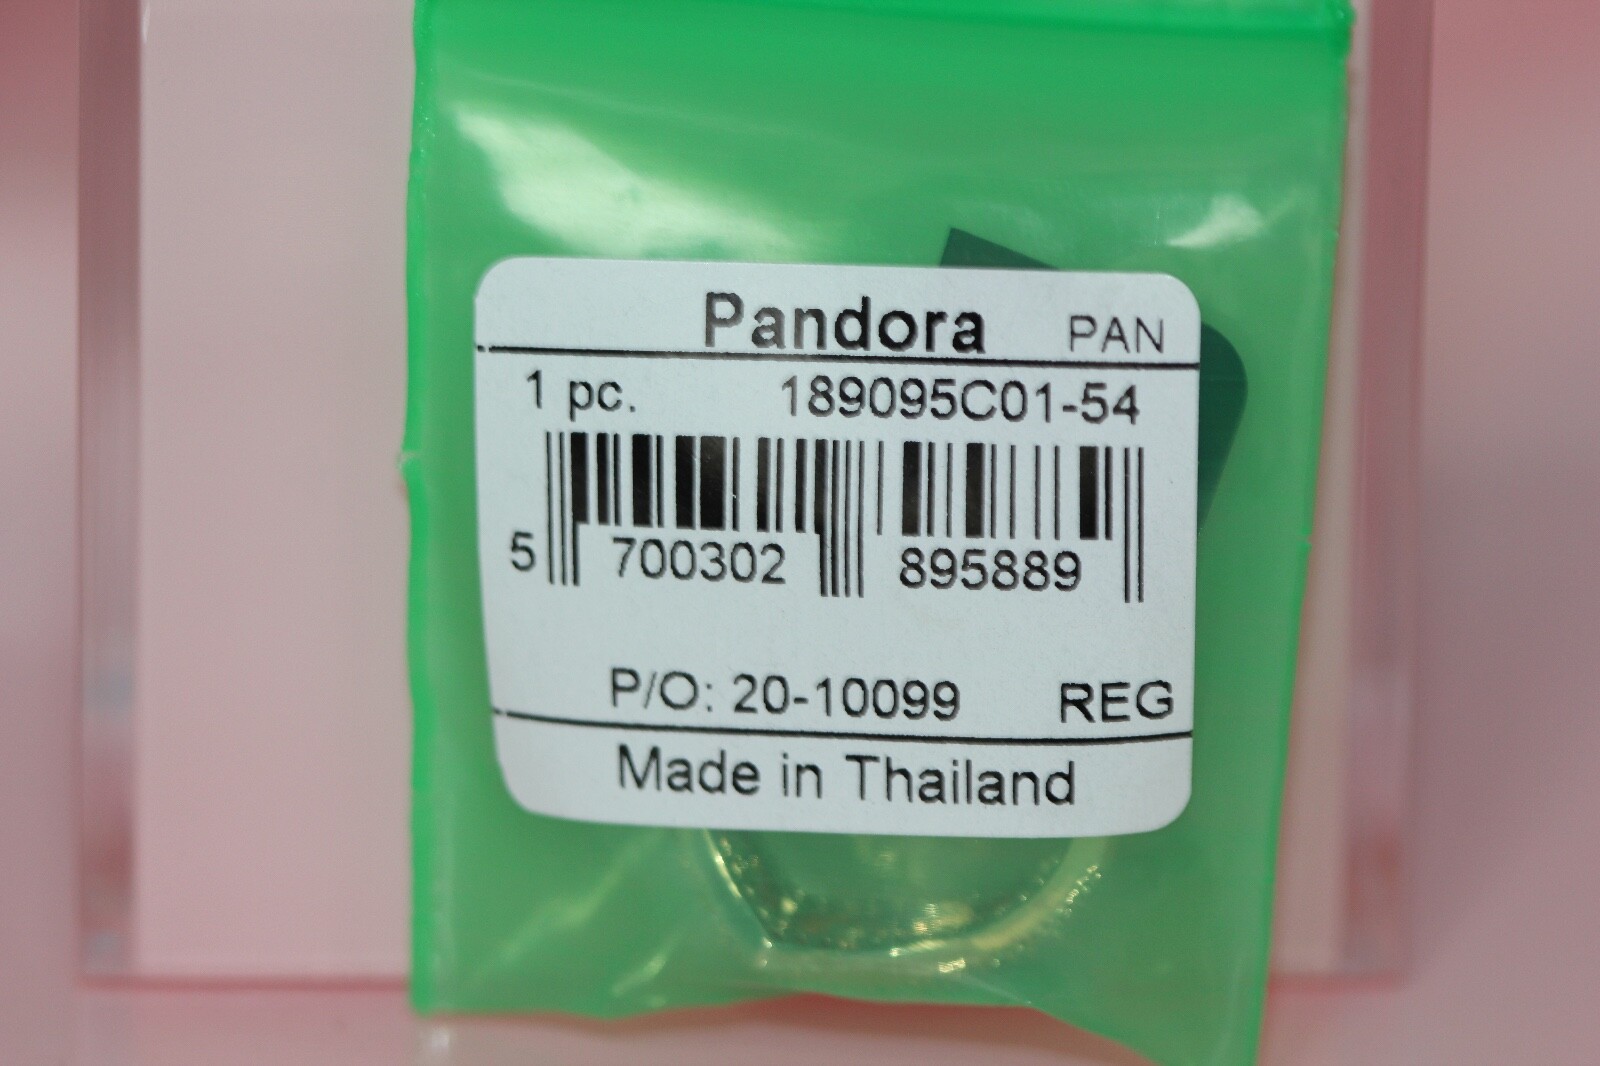 Pandora PAN
1 pc. 189095C01-54
5 700302 895889
P/O: 20-10099 REG
Made in Thailand